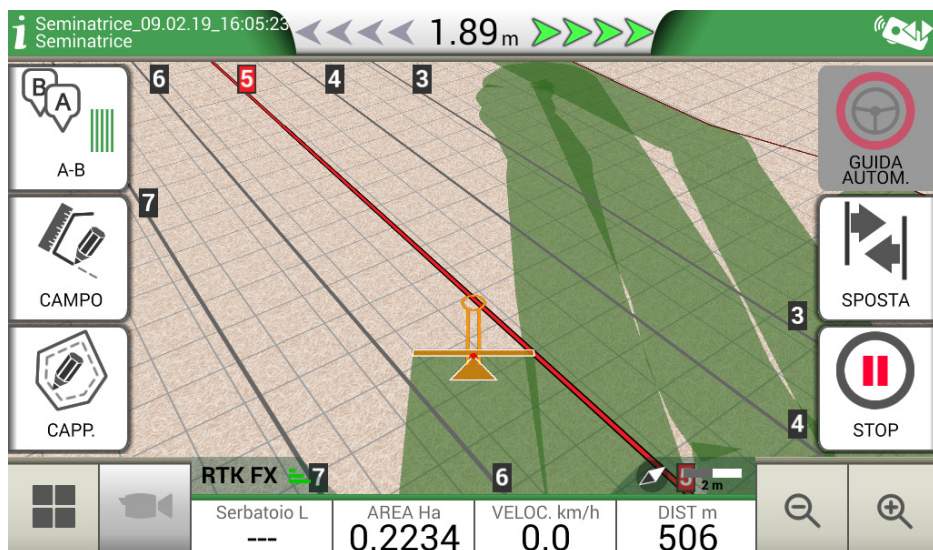 Seminatrice_09.02.19_16:05:23
Seminatrice
1.89 m
B
A
A-B
CAMPO
CAPP.
6
5
4
3
7
GUIDA
AUTOM.
SPOSTA
STOP
3
4
RTK FX
7
6
5
2 m
Serbatoio L
---
AREA Ha
0.2234
VELOC. km/h
0.0
DIST m
506